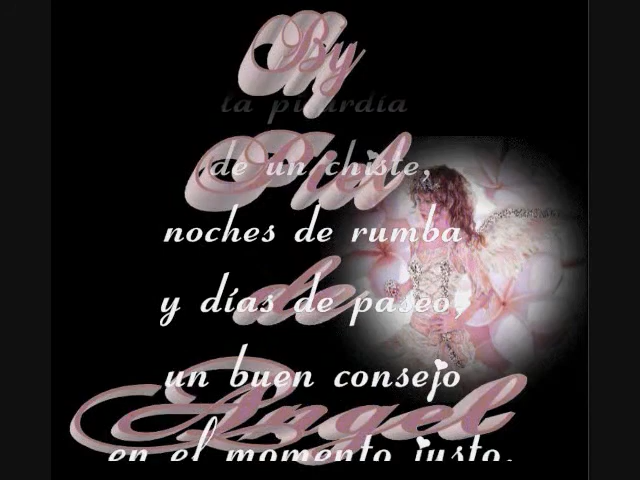 By
la picardía
Piel
de un chiste,
noches de rumba
de
y días de paseo,
un buen consejo
Angel
en el momento justo.